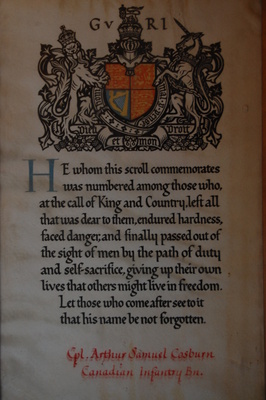 G V R I
Dieu et mon Droit
HE whom this scroll commemorates
was numbered among those who,
at the call of King and Country, left all
that was dear to them, endured hardness,
faced danger, and finally passed out of
the sight of men by the path of duty
and self-sacrifice, giving up their own
lives that others might live in freedom.
Let those who come after see to it
that his name be not forgotten.
Cpl. Arthur Samuel Cosburn
Canadian Infantry Bn.